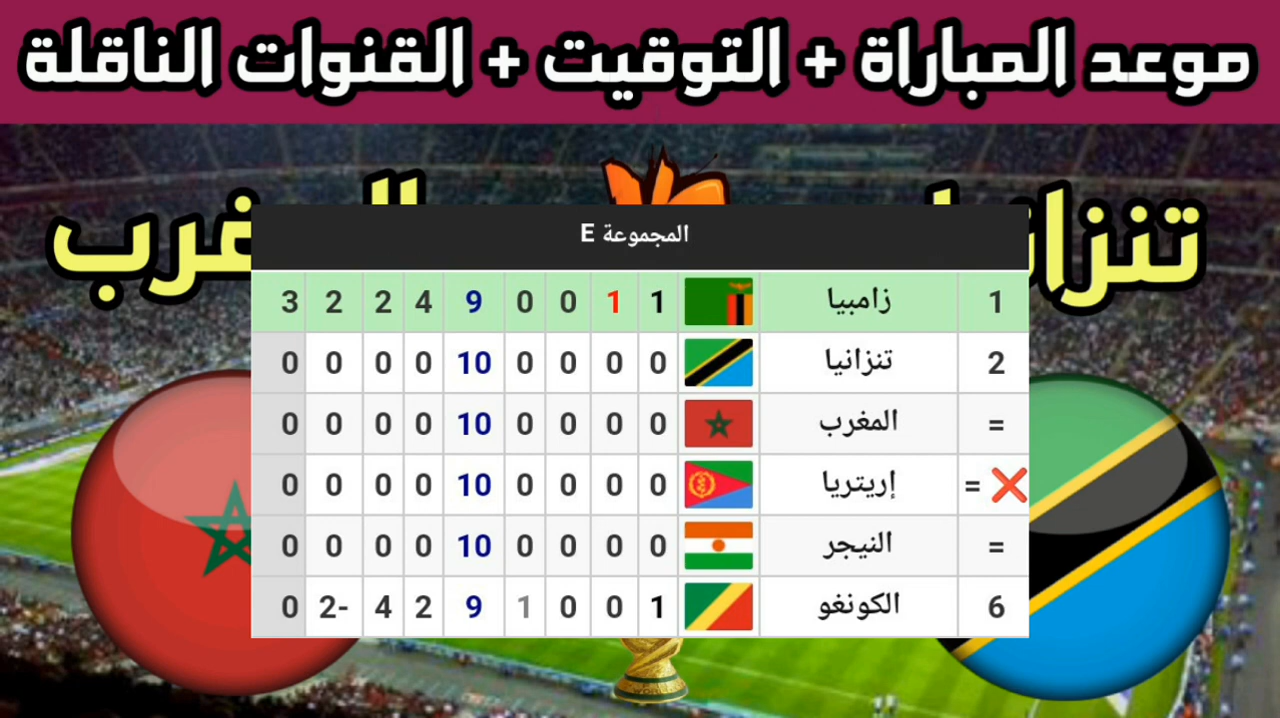 موعد المباراة + التوقيت + القنوات الناقلة
المجموعة E
1 زامبيا 1 1 0 0 9 4 2 2 3
2 تنزانيا 0 0 0 0 10 0 0 0 0
= المغرب 0 0 0 0 10 0 0 0 0
❌ = إريتريا 0 0 0 0 10 0 0 0 0
= النيجر 0 0 0 0 10 0 0 0 0
6 الكونغو 1 0 0 1 9 2 4 2- 0